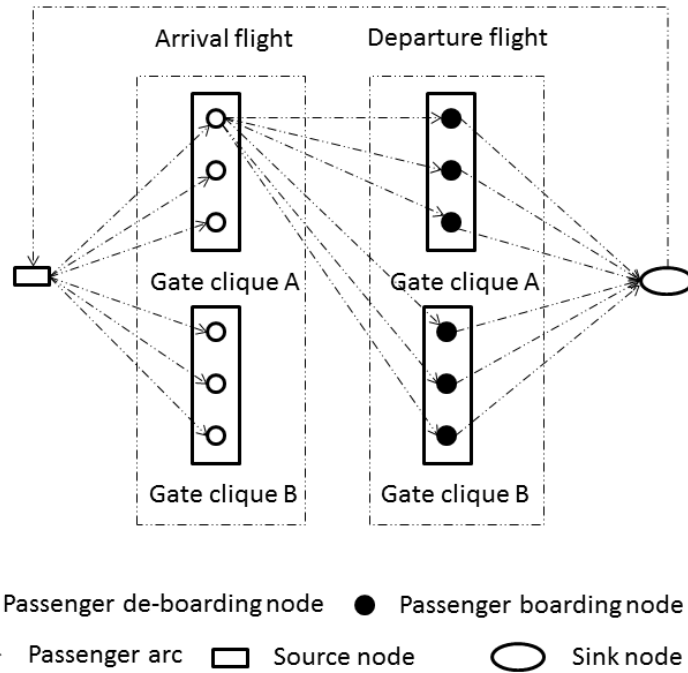 Arrival flight Departure flight
Gate clique A Gate clique A
Gate clique B Gate clique B
Passenger de-boarding node Passenger boarding node
Passenger arc Source node Sink node